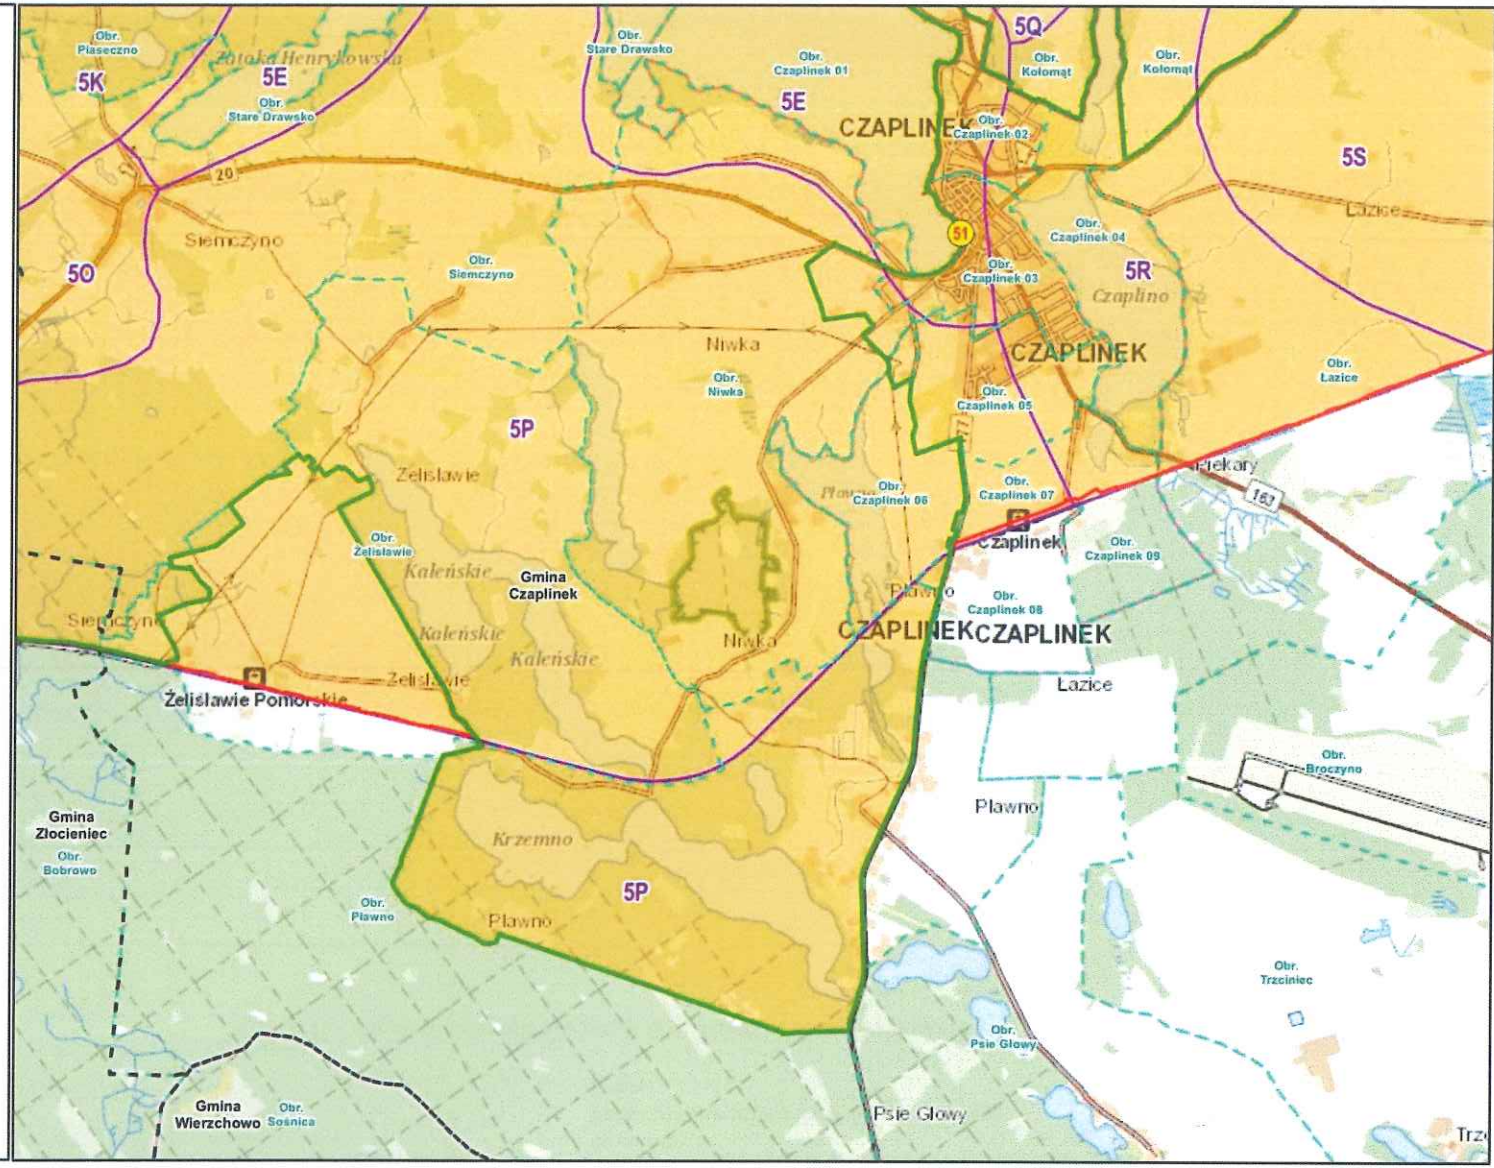 Obr.
Piaseczno
5K
Zatoka Henrykowska
5E
Obr.
Stare Drawsko
Obr.
Stare Drawsko
Obr.
Czaplinek 01
5E
CZAPLINEK
5Q
Obr.
Kołomąt
Obr.
Kołomąt
Obr.
Czaplinek 02
5S
20
Siemczyno
5O
Obr.
Siemczyno
51
Łazice
Obr.
Czaplinek 04
Obr.
Czaplinek 03
5R
Czaplino
Niwka
CZAPLINEK
Obr.
Niwka
Obr.
Łazice
Obr.
Czaplinek 05
5P
Żelisławie
Piekary
163
Obr.
Czaplinek 06
Obr.
Czaplinek 07
Czaplinek
Obr.
Żelisławie
Obr.
Czaplinek 09
Kaleńskie
Gmina
Czaplinek
Pławno
Obr.
Czaplinek 08
Siemczyno
Kaleńskie
Kaleńskie
Niwka
CZAPLINEK
CZAPLINEK
Żelisławie
Żelisławie Pomorskie
Łazice
Obr.
Broczyno
Gmina
Złocieniec
Obr.
Bobrowo
Pławno
Krzemno
5P
Obr.
Pławno
Pławno
Obr.
Trzciniec
Obr.
Psie Głowy
Gmina
Wierzchowo
Obr.
Sośnica
Psie Głowy